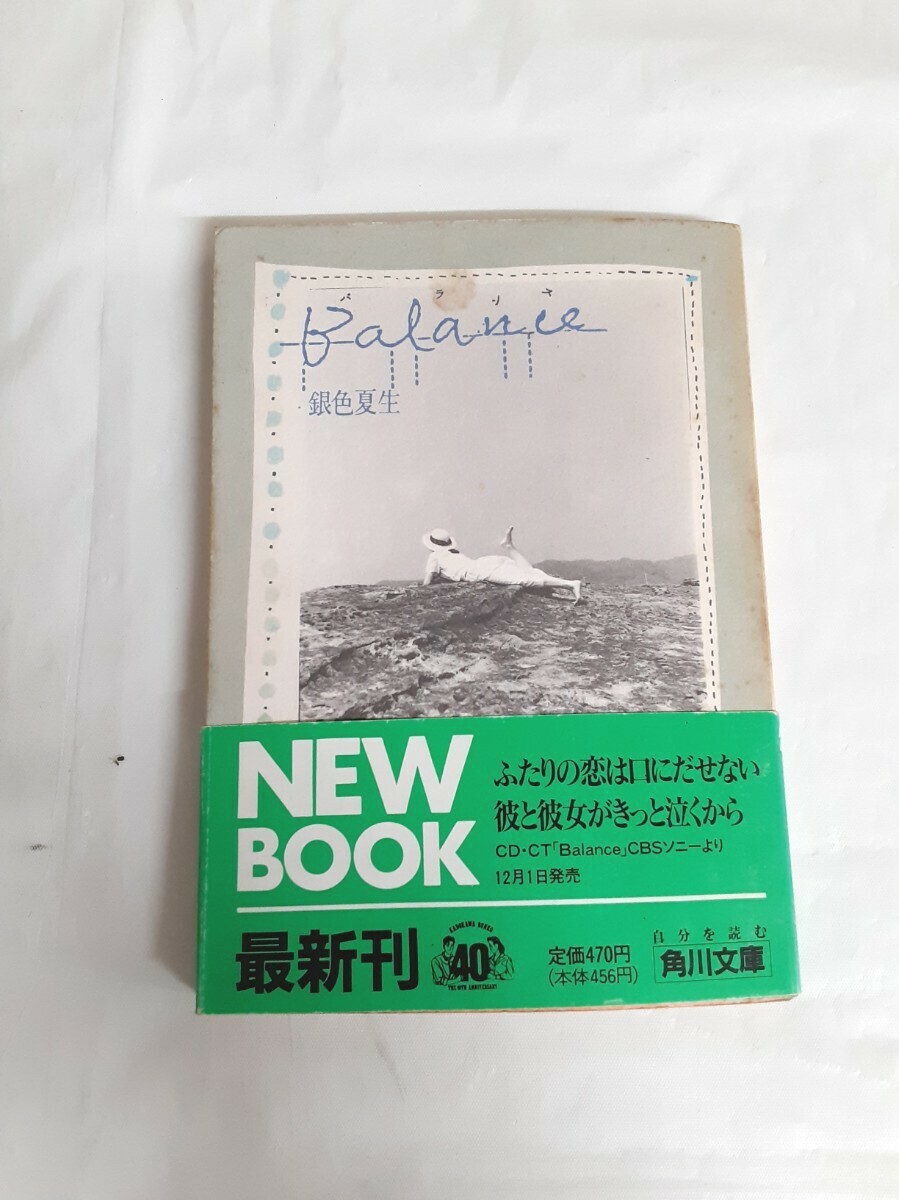 バランス
Balance
銀色夏生
NEW
BOOK
ふたりの恋は口にだせない
彼と彼女がきっと泣くから
CD・CT「Balance」CBSソニーより
12月1日発売
最新刊
KADOKAWA BUNKO
40
THE 40TH ANNIVERSARY
定価470円
(本体456円)
自分を読む
角川文庫